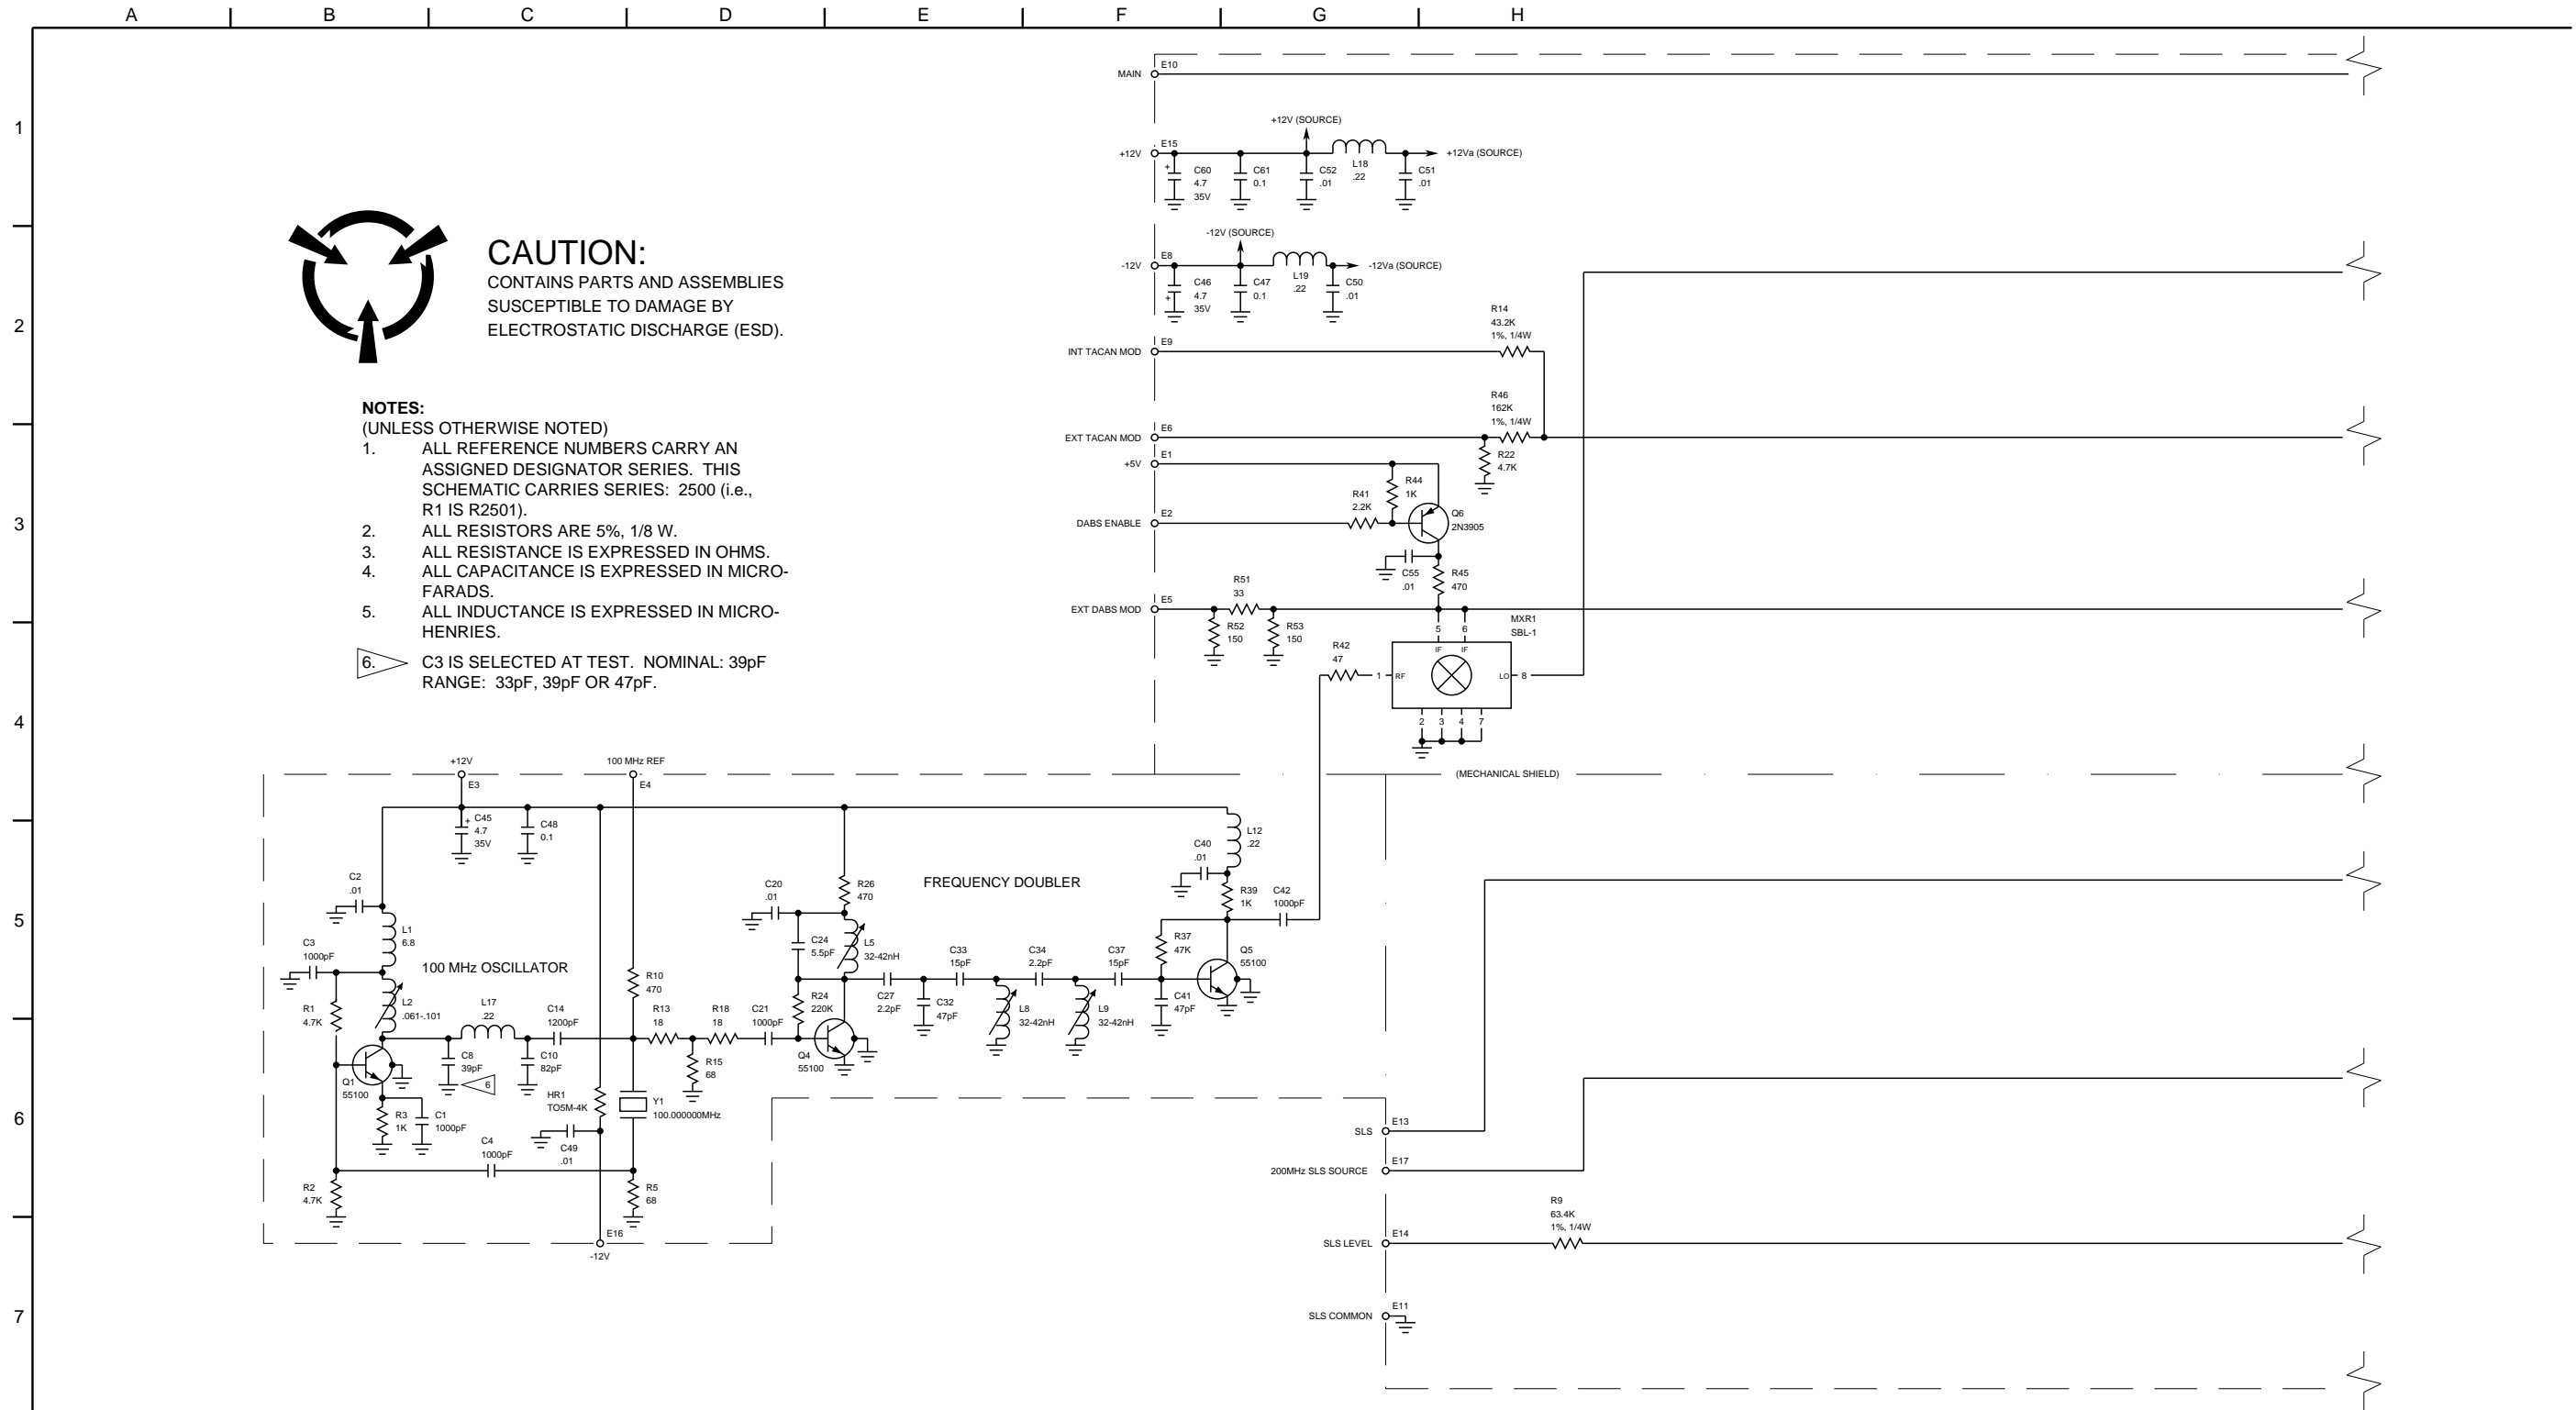 A B C D E F G H
1
2
3
4
5
6
7
CAUTION:
CONTAINS PARTS AND ASSEMBLIES
SUSCEPTIBLE TO DAMAGE BY
ELECTROSTATIC DISCHARGE (ESD).
NOTES:
(UNLESS OTHERWISE NOTED)
1. ALL REFERENCE NUMBERS CARRY AN
ASSIGNED DESIGNATOR SERIES. THIS
SCHEMATIC CARRIES SERIES: 2500 (i.e.,
R1 IS R2501).
2. ALL RESISTORS ARE 5%, 1/8 W.
3. ALL RESISTANCE IS EXPRESSED IN OHMS.
4. ALL CAPACITANCE IS EXPRESSED IN MICRO-
FARADS.
5. ALL INDUCTANCE IS EXPRESSED IN MICRO-
HENRIES.
6. C3 IS SELECTED AT TEST. NOMINAL: 39pF
RANGE: 33pF, 39pF OR 47pF.
MAIN
E10
+12V
E15
+12V (SOURCE)
+12Va (SOURCE)
+
C60
4.7
35V
C61
0.1
C52
.01
L18
.22
C51
.01
-12V
E8
-12V (SOURCE)
-12Va (SOURCE)
+
C46
4.7
35V
C47
0.1
L19
.22
C50
.01
INT TACAN MOD
E9
R14
43.2K
1%, 1/4W
EXT TACAN MOD
E6
R46
162K
1%, 1/4W
R22
4.7K
+5V
E1
R44
1K
R41
2.2K
DABS ENABLE
E2
Q6
2N3905
C55
.01
R45
470
EXT DABS MOD
E5
R51
33
R52
150
R53
150
R42
47
MXR1
SBL-1
5 6
IF IF
1 RF
LO 8
2 3 4 7
(MECHANICAL SHIELD)
+12V
E3
100 MHz REF
E4
+ C45
4.7
35V
C48
0.1
C2
.01
L1
6.8
C3
1000pF
100 MHz OSCILLATOR
R1
4.7K
L2
.061-.101
L17
.22
C14
1200pF
R10
470
R13
18
R18
18
C21
1000pF
Q1
55100
C8
39pF
6
C10
82pF
R15
68
HR1
TO5M-4K
Y1
100.000000MHz
R3
1K
C1
1000pF
C4
1000pF
C49
.01
R2
4.7K
R5
68
E16
-12V
C20
.01
R26
470
FREQUENCY DOUBLER
C24
5.5pF
L5
32-42nH
R24
220K
Q4
55100
C27
2.2pF
C32
47pF
C33
15pF
L8
32-42nH
C34
2.2pF
L9
32-42nH
C37
15pF
C41
47pF
R37
47K
Q5
55100
C40
.01
L12
.22
R39
1K
C42
1000pF
SLS
E13
200MHz SLS SOURCE
E17
R9
63.4K
1%, 1/4W
SLS LEVEL
E14
SLS COMMON
E11